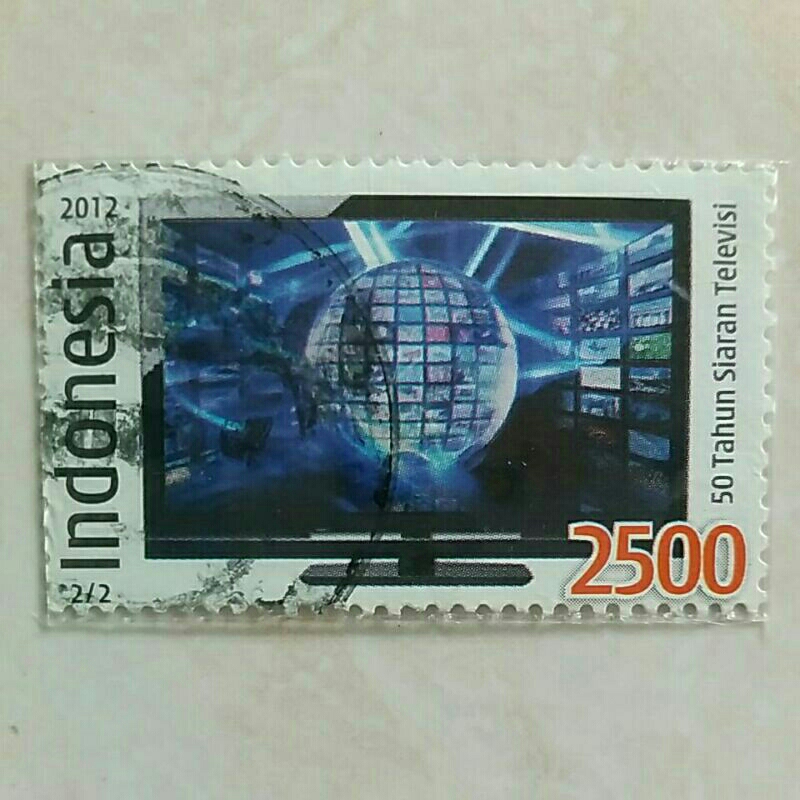 2012
Indonesia
2/2
50 Tahun Siaran Televisi
2500